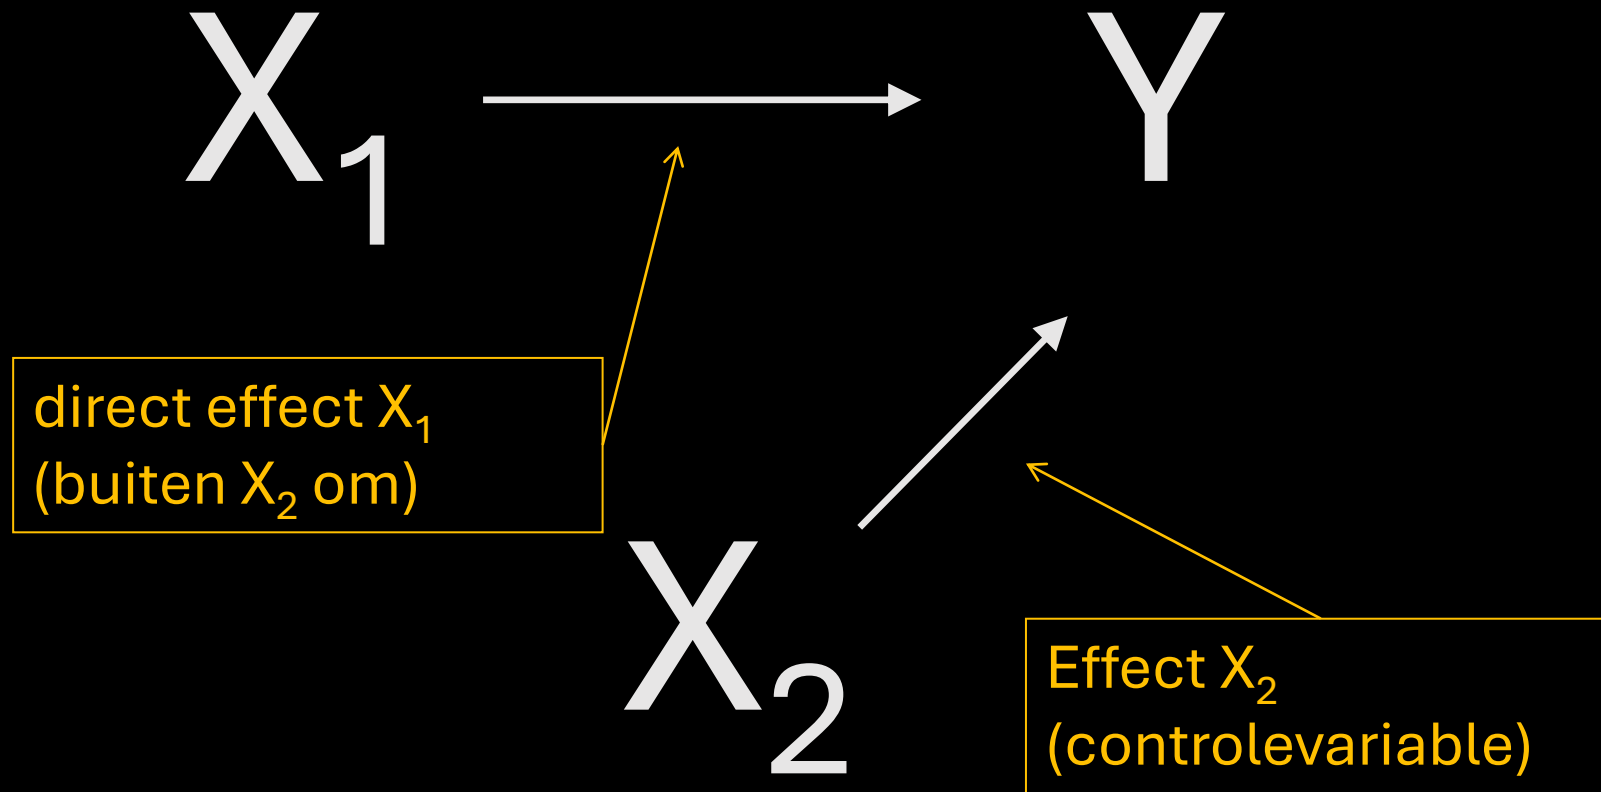 X₁
Y
direct effect X₁
(buiten X₂ om)
X₂
Effect X₂
(controlevariable)